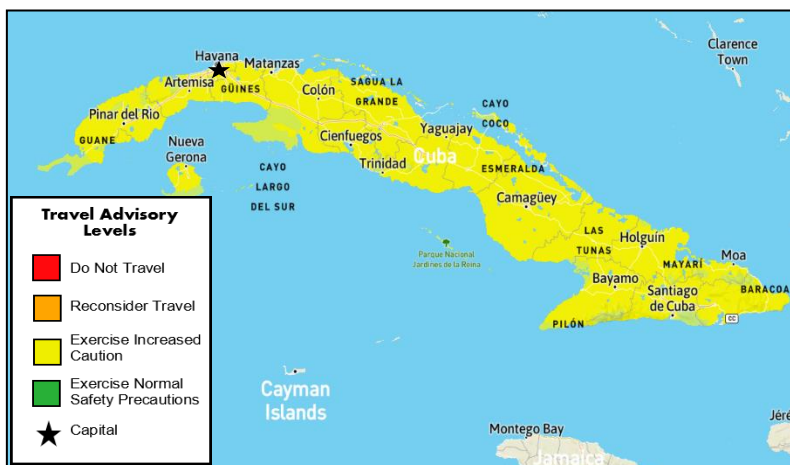 Clarence
Town
Havana
Matanzas
Artemisa
GÜINES
Colón
SAGUA LA
GRANDE
Pinar del Rio
CAYO
COCO
GUANE
Cienfuegos
Yaguajay
Nueva
Gerona
Trinidad
Cuba
CAYO
LARGO
DEL SUR
ESMERALDA
Camagüey
LAS
TUNAS
Holguín
Parque Nacional
Jardines de la Reina
MAYARÍ
Moa
Bayamo
Santiago
de Cuba
BARACOA
PILÓN
CC
Cayman
Islands
Montego Bay
Jamaica
Jéré
Travel Advisory
Levels
Do Not Travel
Reconsider Travel
Exercise Increased
Caution
Exercise Normal
Safety Precautions
Capital